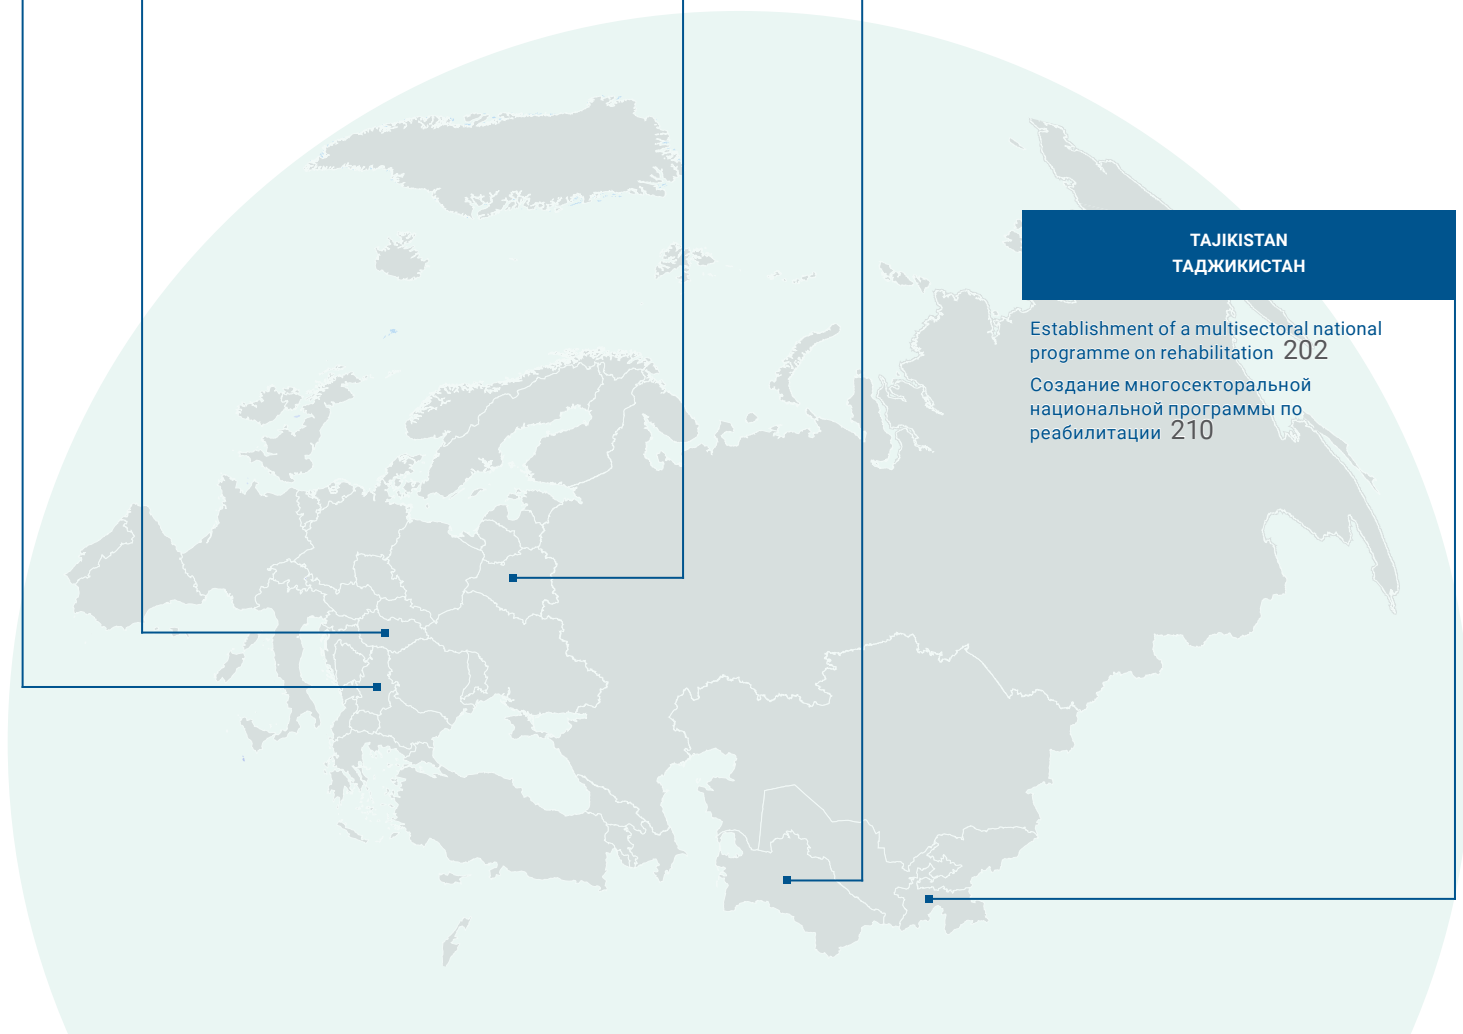 TAJIKISTAN
ТАДЖИКИСТАН
Establishment of a multisectoral national
programme on rehabilitation 202
Создание многосекторальной
национальной программы по
реабилитации 210